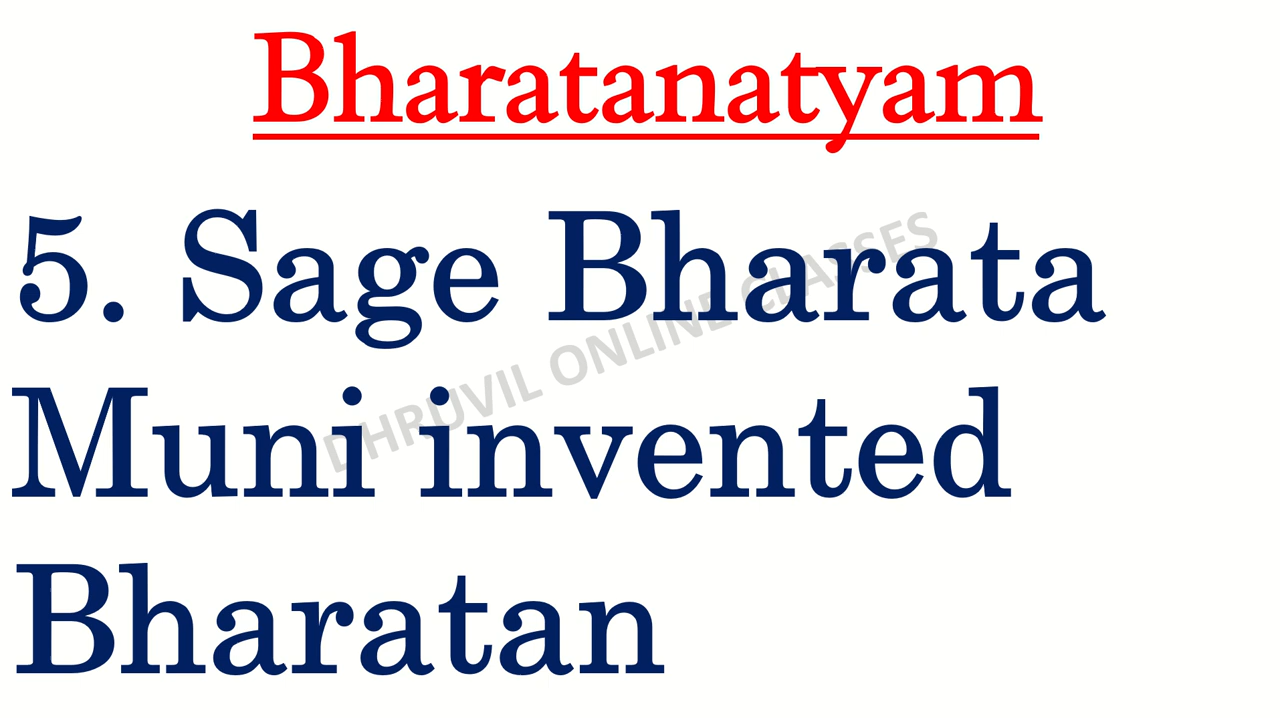 Bharatanatyam
5. Sage Bharata
Muni invented
Bharatan
DHRUVIL ONLINE CLASSES